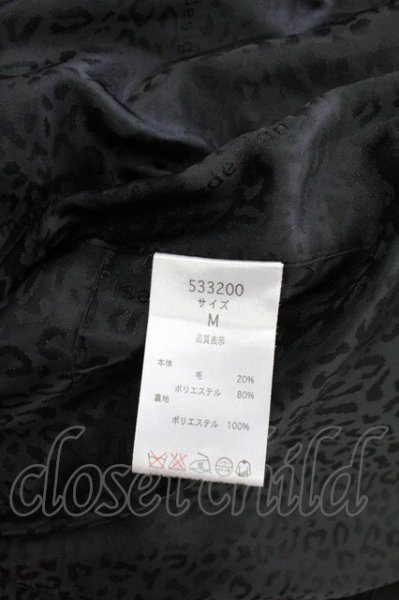 533200
サイズ
M
品質表示
本体
毛 20%
ポリエステル 80%
裏地
ポリエステル 100%
closet child